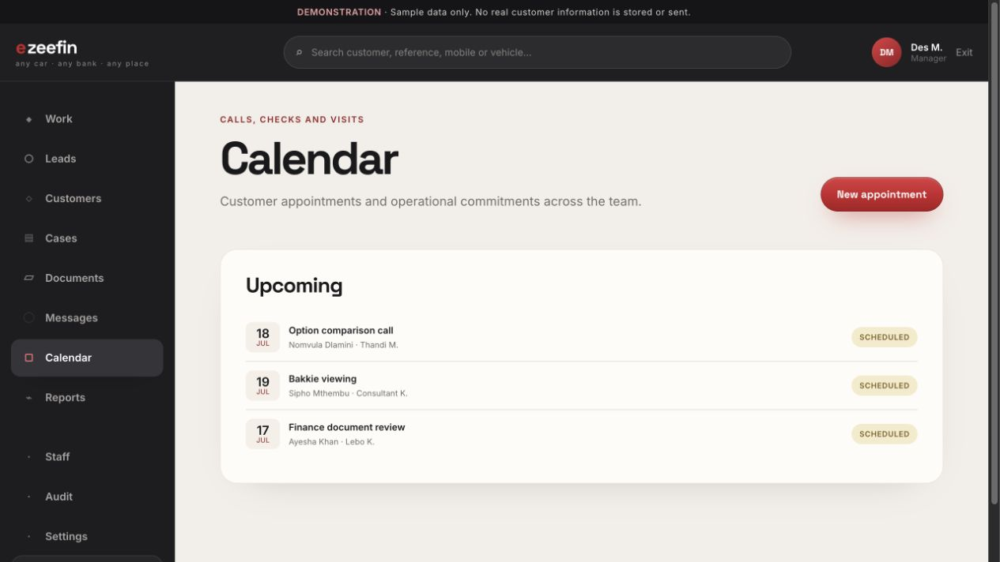 DEMONSTRATION · Sample data only. No real customer information is stored or sent.
ezeefin
any car · any bank · any place
Search customer, reference, mobile or vehicle...
DM
Des M.
Manager
Exit
Work
Leads
Customers
Cases
Documents
Messages
Calendar
Reports
Staff
Audit
Settings
CALLS, CHECKS AND VISITS
Calendar
Customer appointments and operational commitments across the team.
New appointment
Upcoming
18
JUL
Option comparison call
Nomvula Dlamini · Thandi M.
SCHEDULED
19
JUL
Bakkie viewing
Sipho Mthembu · Consultant K.
SCHEDULED
17
JUL
Finance document review
Ayesha Khan · Lebo K.
SCHEDULED